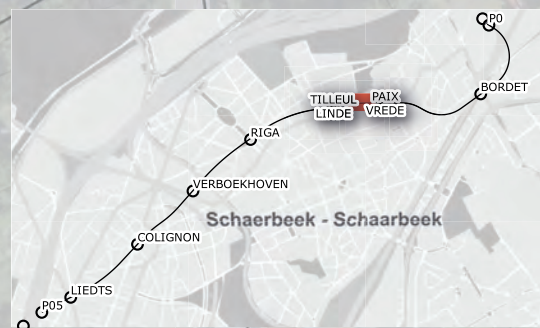 P0
BORDET
TILLEUL PAIX
LINDE VREDE
RIGA
VERBOEKHOVEN
Schaerbeek - Schaarbeek
COLIGNON
LIEDTS
P05